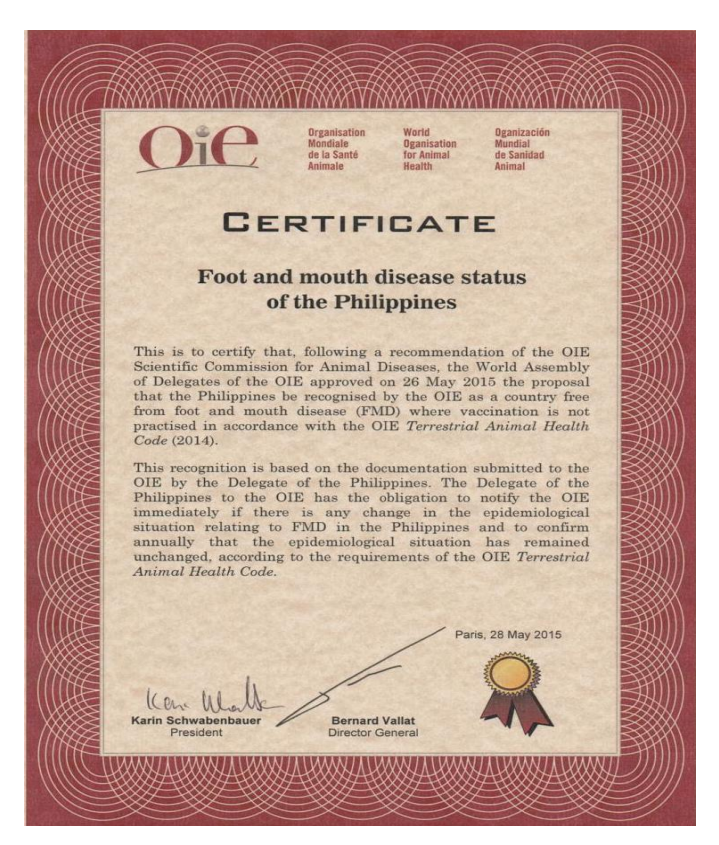 OiE
Organisation
Mondiale
de la Santé
Animale
World
Oganisation
for Animal
Health
Oganización
Mundial
de Sanidad
Animal
CERTIFICATE
Foot and mouth disease status
of the Philippines
This is to certify that, following a recommendation of the OIE
Scientific Commission for Animal Diseases, the World Assembly
of Delegates of the OIE approved on 26 May 2015 the proposal
that the Philippines be recognised by the OIE as a country free
from foot and mouth disease (FMD) where vaccination is not
practised in accordance with the OIE Terrestrial Animal Health
Code (2014).
This recognition is based on the documentation submitted to the
OIE by the Delegate of the Philippines. The Delegate of the
Philippines to the OIE has the obligation to notify the OIE
immediately if there is any change in the epidemiological
situation relating to FMD in the Philippines and to confirm
annually that the epidemiological situation has remained
unchanged, according to the requirements of the OIE Terrestrial
Animal Health Code.
Paris, 28 May 2015
Karin Schwabenbauer
President
Bernard Vallat
Director General